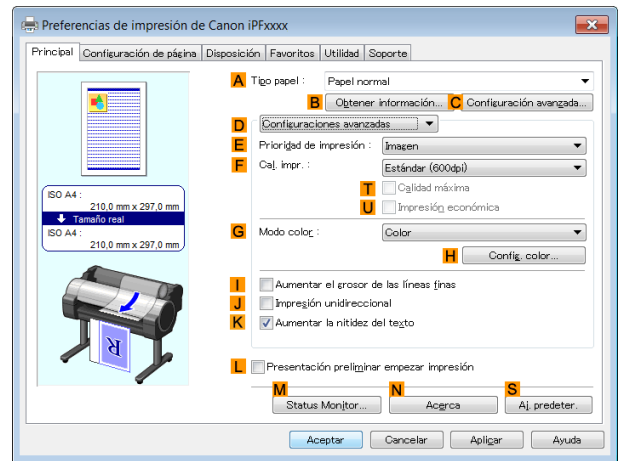 Preferencias de impresión de Canon iPFxxxx
Principal Configuración de página Disposición Favoritos Utilidad Soporte
A Tipo papel : Papel normal
B Obtener información... C Configuración avanzada...
D Configuraciones avanzadas
E Prioridad de impresión : Imagen
F Cal. impr. : Estándar (600dpi)
T Calidad máxima
U Impresión económica
ISO A4 :
210,0 mm x 297,0 mm
Tamaño real
ISO A4 :
210,0 mm x 297,0 mm
G Modo color : Color
H Config. color...
I Aumentar el grosor de las líneas finas
J Impresión unidireccional
K Aumentar la nitidez del texto
R
L Presentación preliminar empezar impresión
M N S
Status Monitor... Acerca Aj. predeter.
Aceptar Cancelar Aplicar Ayuda